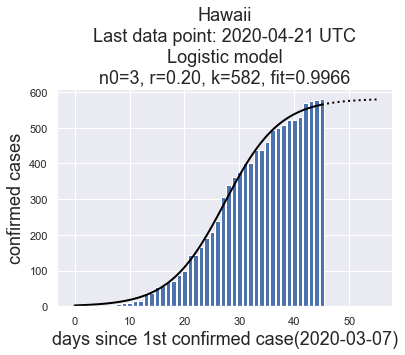 Hawaii
Last data point: 2020-04-21 UTC
Logistic model
n0=3, r=0.20, k=582, fit=0.9966
600
500
400
300
200
100
0
confirmed cases
0 10 20 30 40 50
days since 1st confirmed case(2020-03-07)